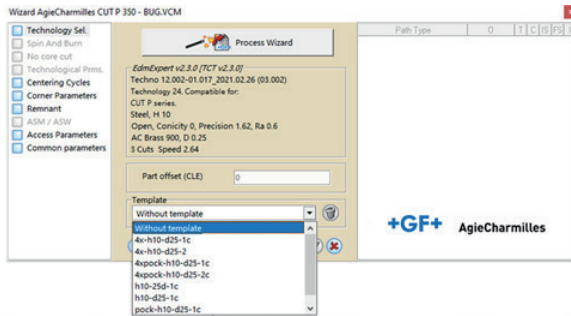 Wizard AgieCharmilles CUT P 350 - BUG.VCM
Technology Sel.
Spin And Burn
No core cut
Technological Prms.
Centering Cycles
Corner Parameters
Remnant
ASM / ASW
Access Parameters
Common parameters
Process Wizard
EdmExpert v2.3.0 [TCT v2.3.0]
Techno 12.002-01.017_2021.02.26 (03.002)
Technology 24. Compatible for:
CUT P series.
Steel, H 10
Open, Conicity 0, Precision 1.62, Ra 0.6
AC Brass 900, D 0.25
3 Cuts Speed 2.64
Part offset (CLE) 0
Template
Without template
Without template
4x-h10-d25-1c
4x-h10-d25-2
4xpock-h10-d25-1c
4xpock-h10-d25-2c
h10-25d-1c
h10-d25-1c
pock-h10-d25-1c
Path Type O T C IS FS
+GF+ AgieCharmilles